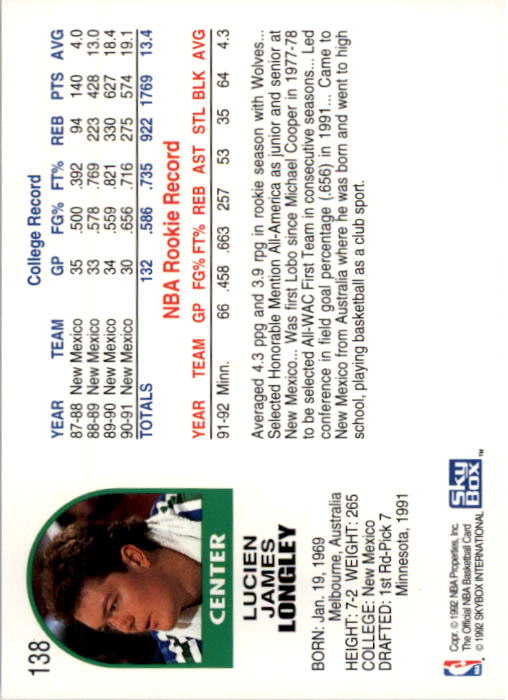 138
CENTER
LUCIEN
JAMES
LONGLEY
BORN: Jan. 19, 1969
Melbourne, Australia
HEIGHT: 7-2 WEIGHT: 265
COLLEGE: New Mexico
DRAFTED: 1st Rd-Pick 7
Minnesota, 1991
Copr. © 1992 NBA Properties, Inc.
The Official NBA Basketball Card
© 1992 SKYBOX INTERNATIONAL
NBA
SkyBox™
College Record
YEAR TEAM GP FG% FT% REB PTS AVG
87-88 New Mexico 35 .500 .392 94 140 4.0
88-89 New Mexico 33 .578 .769 223 428 13.0
89-90 New Mexico 34 .559 .821 330 627 18.4
90-91 New Mexico 30 .656 .716 275 574 19.1
TOTALS 132 .586 .735 922 1769 13.4
NBA Rookie Record
YEAR TEAM GP FG% FT% REB AST STL BLK AVG
91-92 Minn. 66 .458 .663 257 53 35 64 4.3
Averaged 4.3 ppg and 3.9 rpg in rookie season with Wolves...
Selected Honorable Mention All-America as junior and senior at
New Mexico... Was first Lobo since Michael Cooper in 1977-78
to be selected All-WAC First Team in consecutive seasons... Led
conference in field goal percentage (.656) in 1991... Came to
New Mexico from Australia where he was born and went to high
school, playing basketball as a club sport.